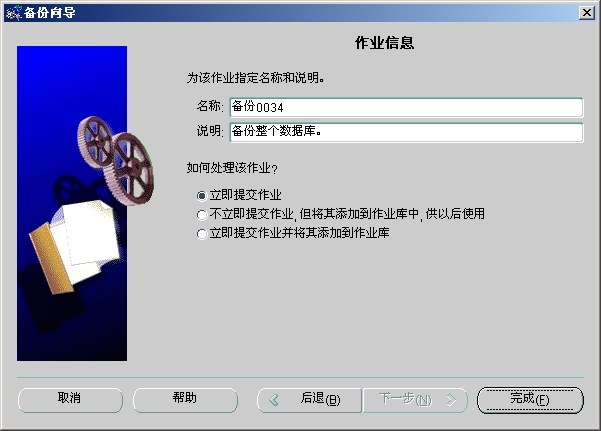 备份向导
作业信息
为该作业指定名称和说明。
名称: 备份0034
说明: 备份整个数据库。
如何处理该作业?
立即提交作业
不立即提交作业, 但将其添加到作业库中, 供以后使用
立即提交作业并将其添加到作业库
取消 帮助 后退(B) 下一步(N) 完成(F)